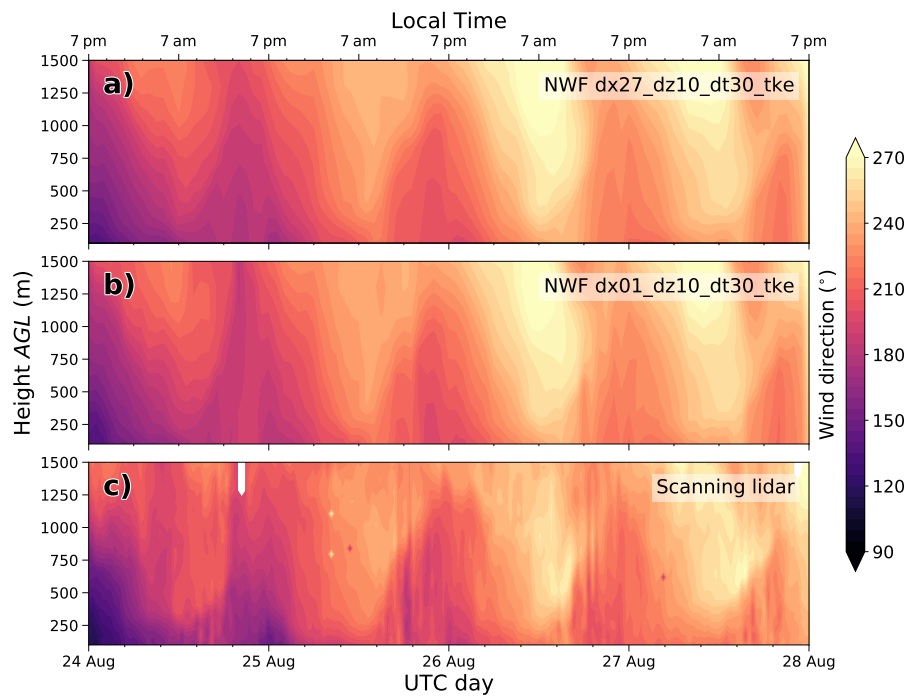 Local Time
7 pm 7 am 7 pm 7 am 7 pm 7 am 7 pm 7 am 7 pm
a)
NWF dx27_dz10_dt30_tke
1500
1250
1000
750
500
250
b)
NWF dx01_dz10_dt30_tke
1500
1250
1000
750
500
250
c)
Scanning lidar
1500
1250
1000
750
500
250
Height AGL (m)
24 Aug 25 Aug 26 Aug 27 Aug 28 Aug
UTC day
Wind direction (°)
270
240
210
180
150
120
90